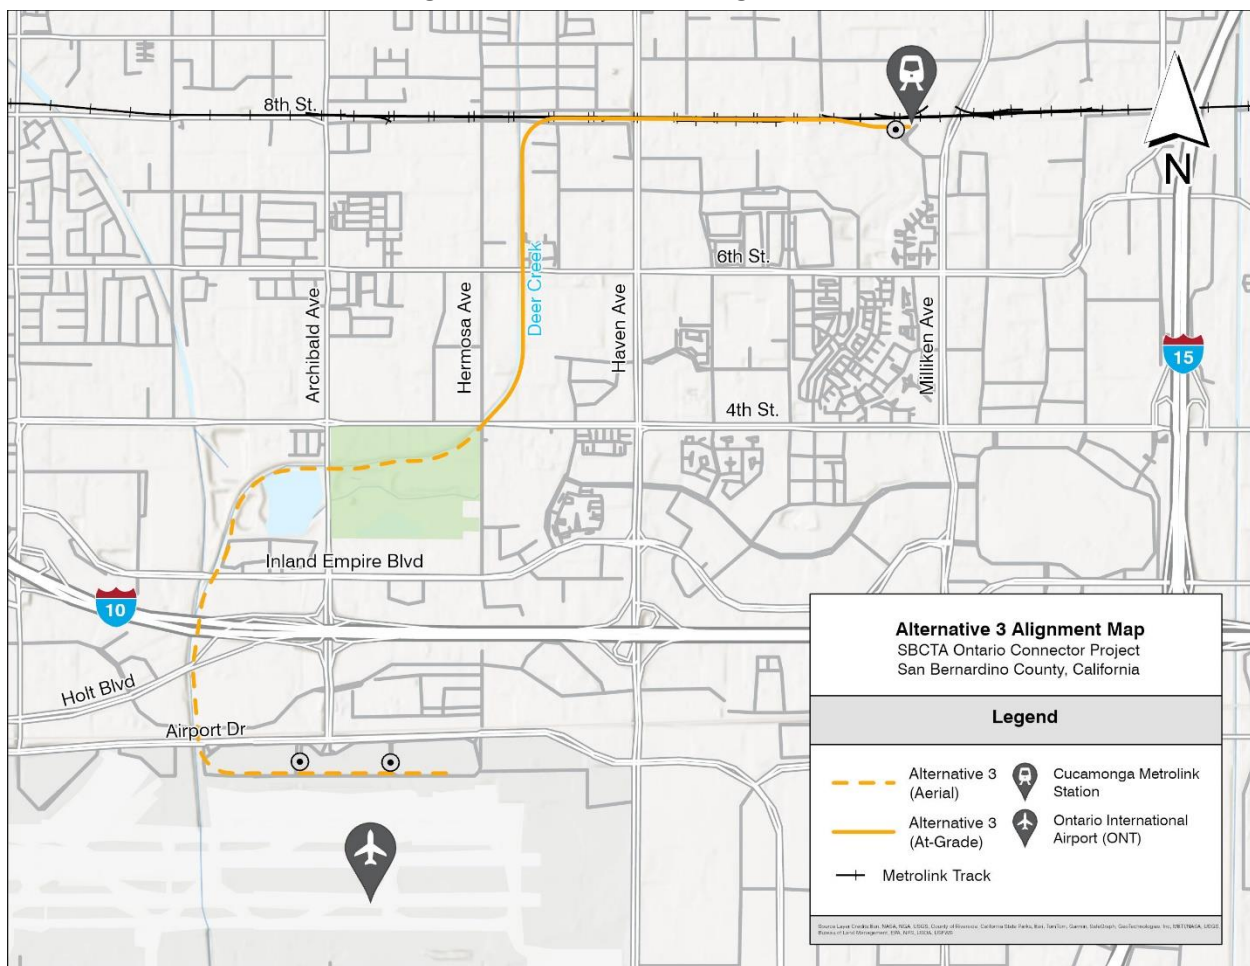 8th St.
N
6th St.
Deer Creek
Archibald Ave
Hermosa Ave
Haven Ave
Milliken Ave
15
4th St.
Inland Empire Blvd
10
Holt Blvd
Airport Dr
Alternative 3 Alignment Map
SBCTA Ontario Connector Project
San Bernardino County, California
Legend
Alternative 3
(Aerial)
Cucamonga Metrolink
Station
Alternative 3
(At-Grade)
Ontario International
Airport (ONT)
Metrolink Track